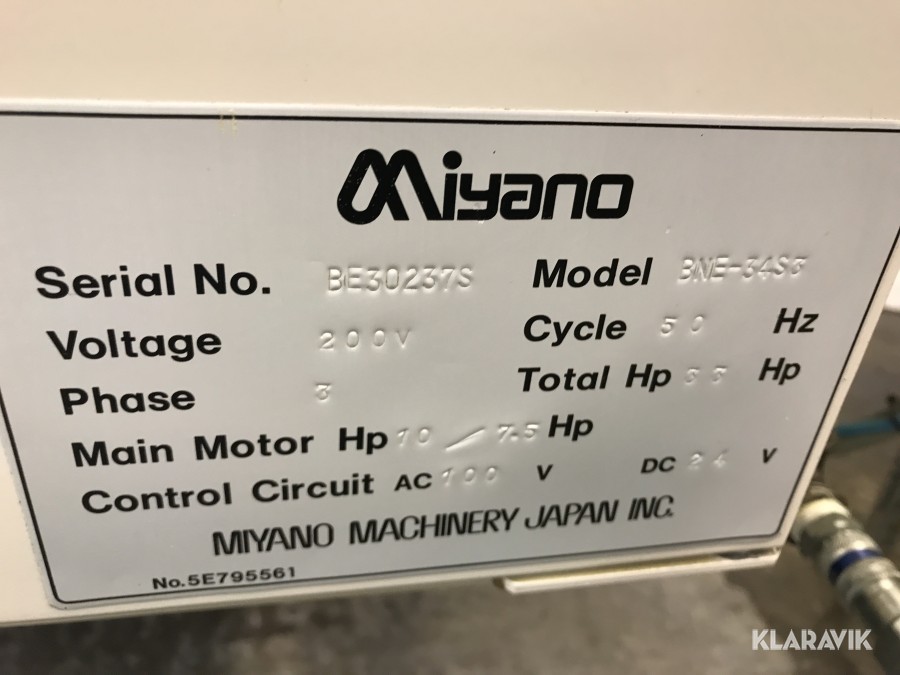 Miyano
Serial No. BE30237S Model BNE-34S3
Voltage 200V Cycle 50 Hz
Phase 3 Total Hp 33 Hp
Main Motor Hp 10 / 7.5 Hp
Control Circuit AC 100 V DC 24 V
MIYANO MACHINERY JAPAN INC.
No.5E795561
KLARAVIK